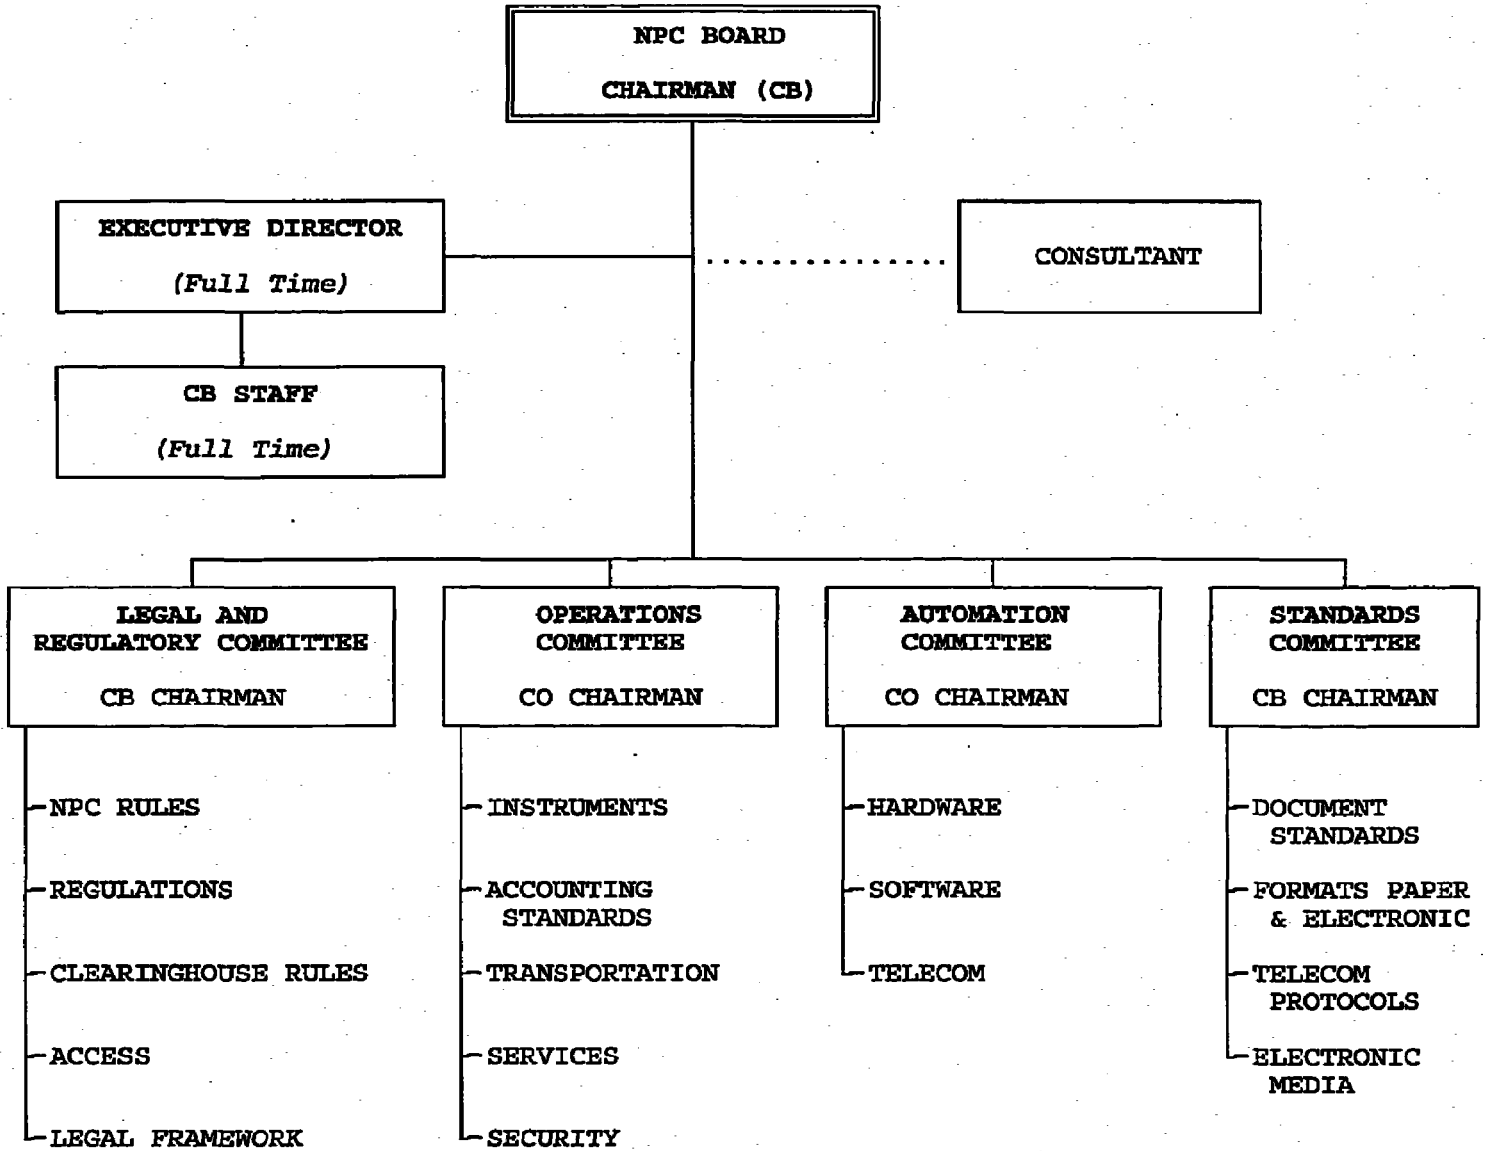 NPC BOARD
CHAIRMAN (CB)
EXECUTIVE DIRECTOR
(Full Time)
CONSULTANT
CB STAFF
(Full Time)
LEGAL AND
REGULATORY COMMITTEE
CB CHAIRMAN
NPC RULES
REGULATIONS
CLEARINGHOUSE RULES
ACCESS
LEGAL FRAMEWORK
OPERATIONS
COMMITTEE
CO CHAIRMAN
INSTRUMENTS
ACCOUNTING
STANDARDS
TRANSPORTATION
SERVICES
SECURITY
AUTOMATION
COMMITTEE
CO CHAIRMAN
HARDWARE
SOFTWARE
TELECOM
STANDARDS
COMMITTEE
CB CHAIRMAN
DOCUMENT
STANDARDS
FORMATS PAPER
& ELECTRONIC
TELECOM
PROTOCOLS
ELECTRONIC
MEDIA